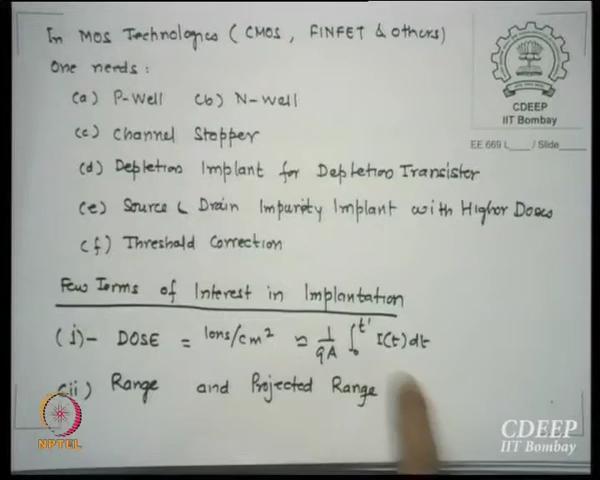 In MOS Technologies (CMOS, FINFET & others)
One needs:
(a) P-Well (b) N-Well
(c) Channel Stopper
(d) Depletion Implant for Depletion Transistor
(e) Source & Drain Impurity Implant with Higher Doses
(f) Threshold Correction
Few Terms of Interest in Implantation
(i) - DOSE = Ions/cm² ≈ 1/qA ∫₀^t' I(t)dt
(ii) Range and Projected Range
CDEEP
IIT Bombay
EE 669 L____ / Slide____
NPTEL
CDEEP
IIT Bombay